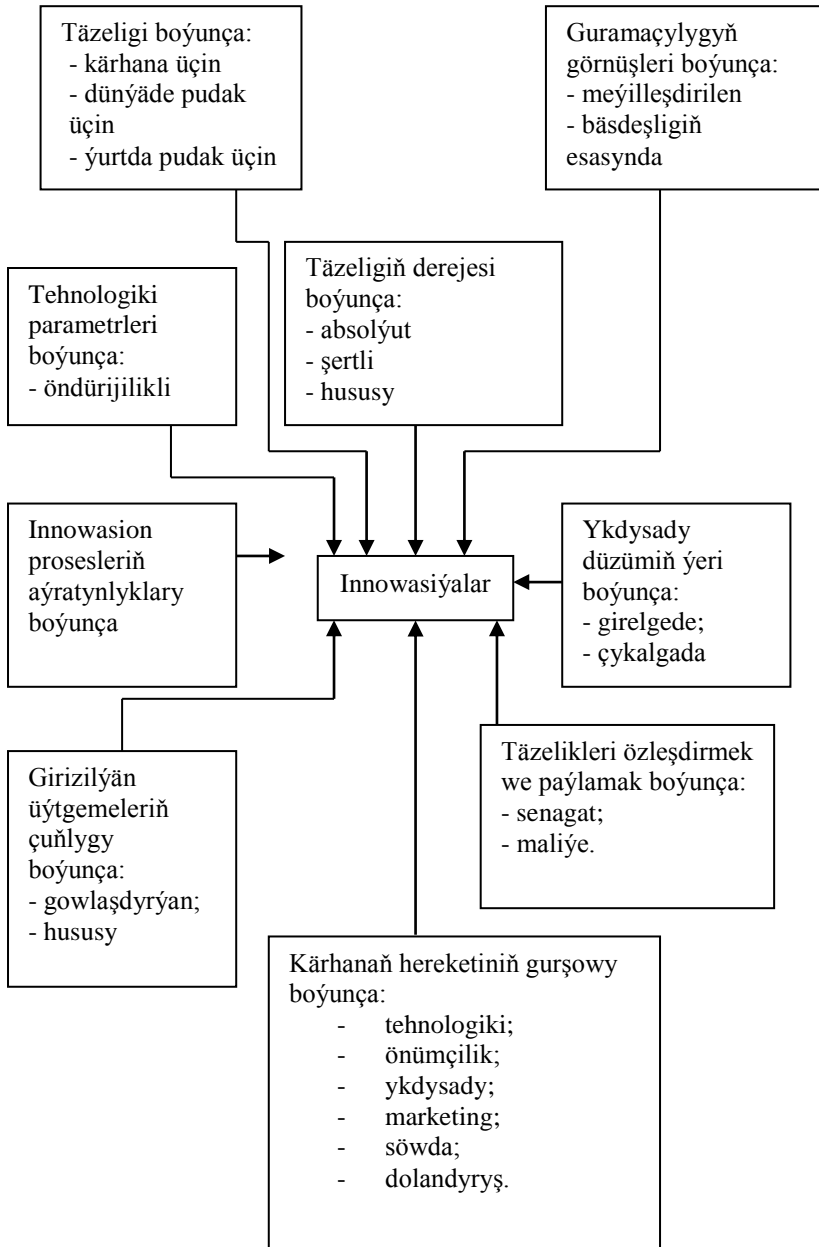 Täzeligi boýunça:
- kärhana üçin
- dünýäde pudak
üçin
- ýurtda pudak üçin
Guramaçylygyň
görnüşleri boýunça:
- meýilleşdirilen
- bäsdeşligiň
esasynda
Tehnologiki
parametrleri
boýunça:
- öndürijilikli
Täzeligiň derejesi
boýunça:
- absolýut
- şertli
- hususy
Innowasion
prosesleriň
aýratynlyklary
boýunça
Innowasiýalar
Ykdysady
düzümiň ýeri
boýunça:
- girelgede;
- çykalgada
Girizilýän
üýtgemeleriň
çuňlygy
boýunça:
- gowlaşdyrýan;
- hususy
Täzelikleri özleşdirmek
we paýlamak boýunça:
- senagat;
- maliýe.
Kärhanaň hereketiniň gurşowy
boýunça:
- tehnologiki;
- önümçilik;
- ykdysady;
- marketing;
- söwda;
- dolandyryş.